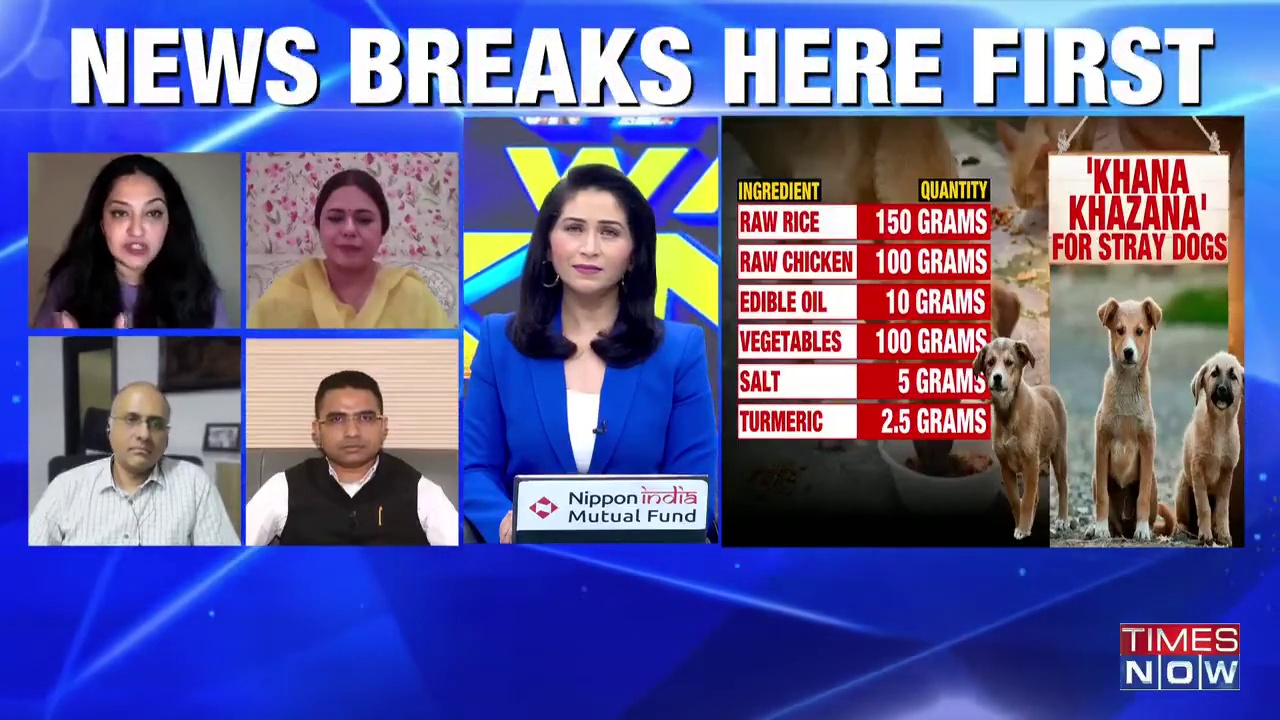 NEWS BREAKS HERE FIRST
INGREDIENT QUANTITY
RAW RICE 150 GRAMS
RAW CHICKEN 100 GRAMS
EDIBLE OIL 10 GRAMS
VEGETABLES 100 GRAMS
SALT 5 GRAMS
TURMERIC 2.5 GRAMS
'KHANA
KHAZANA'
FOR STRAY DOGS
Nippon india
Mutual Fund
TIMES
NOW